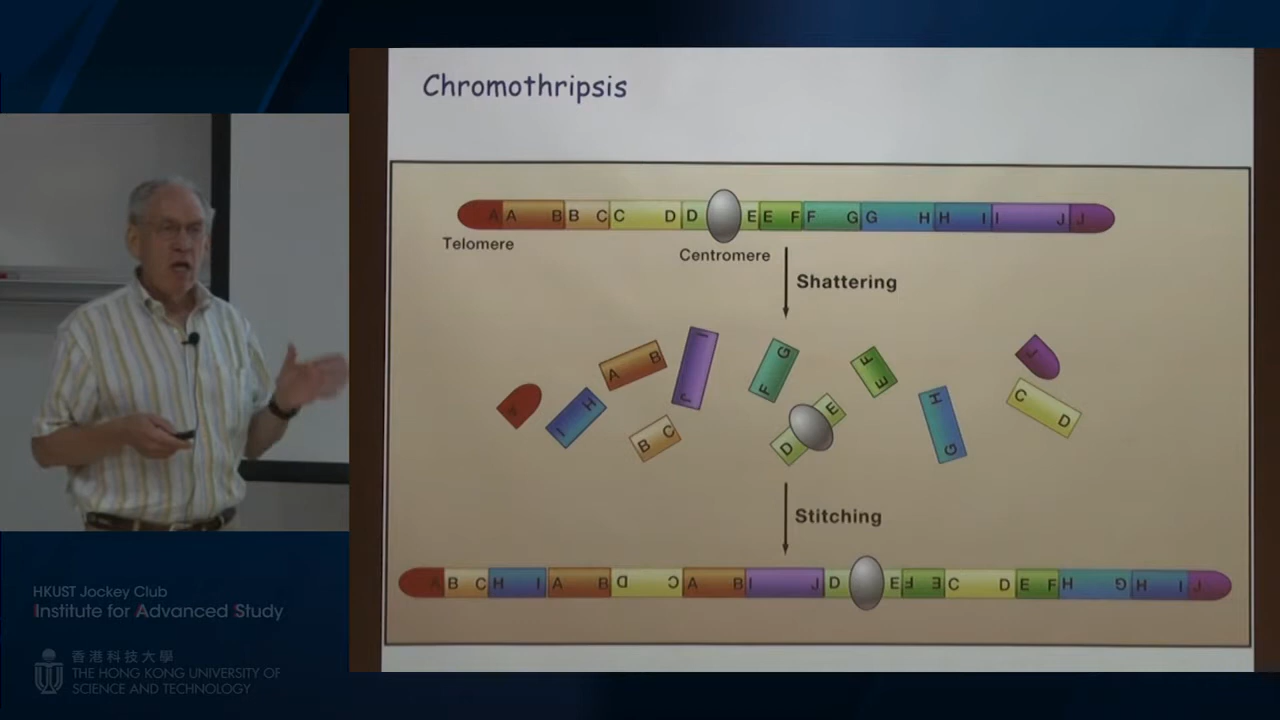 Chromothripsis
A A B B C C D D E E F F G G H H I I J J
Telomere
Centromere
Shattering
A
I H
A B
B C
J I
F G
D E
E F
G H
J
C D
Stitching
A B C H I A B D C A B I J D E F E C D E F H G H I J
HKUST Jockey Club
Institute for Advanced Study
香港科技大學
THE HONG KONG UNIVERSITY OF
SCIENCE AND TECHNOLOGY